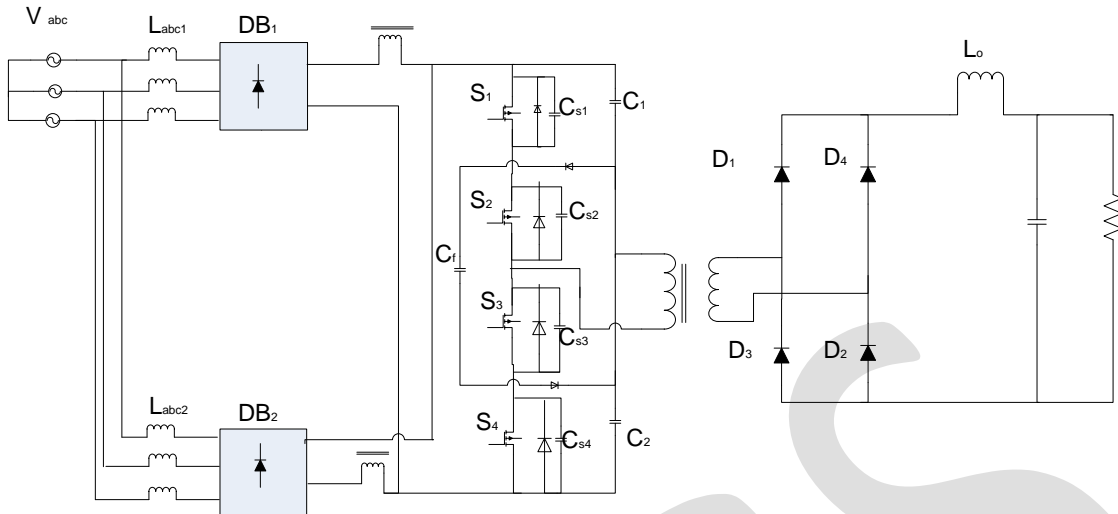 V abc
Labc1
DB1
Lo
S1
Cs1
C1
D1
D4
S2
Cs2
Cf
S3
Cs3
D3
D2
Labc2
DB2
S4
Cs4
C2